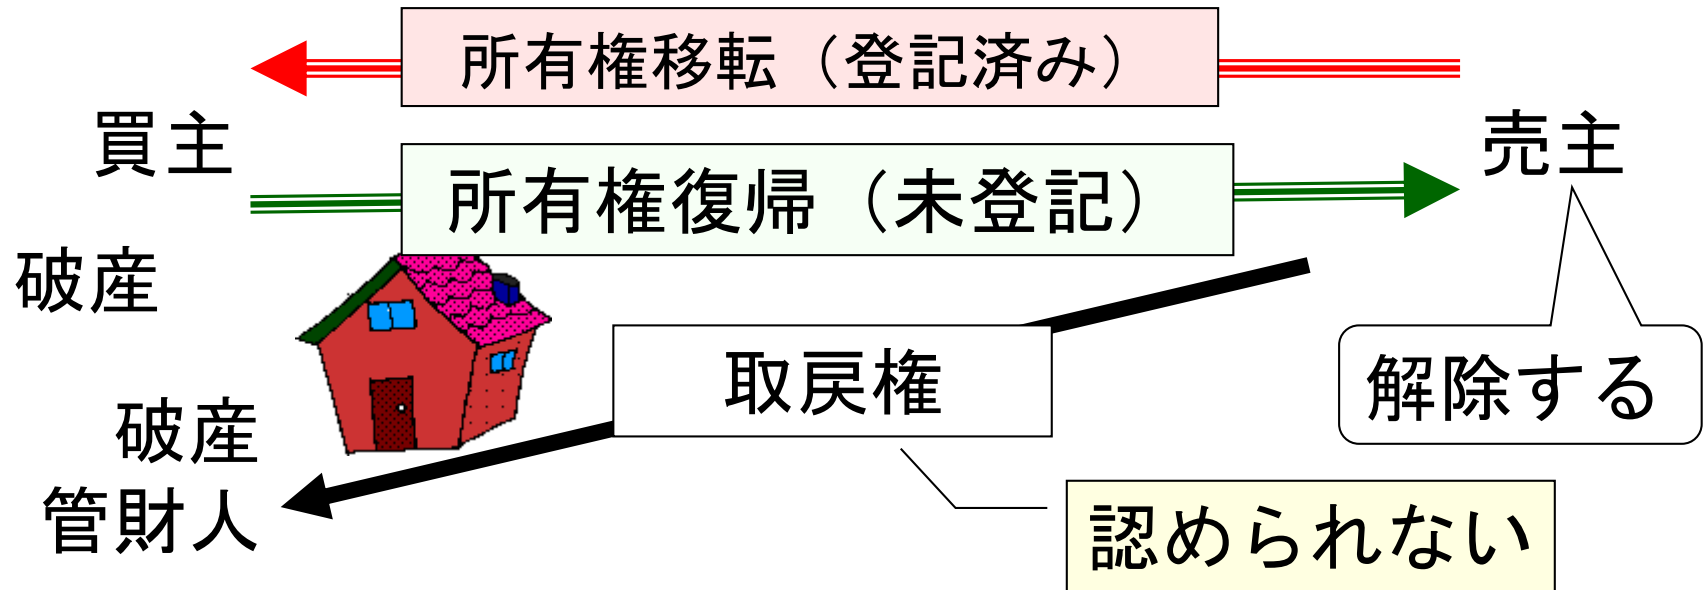 所有権移転（登記済み）
買主
売主
所有権復帰（未登記）
破産
取戻権
解除する
破産
管財人
認められない